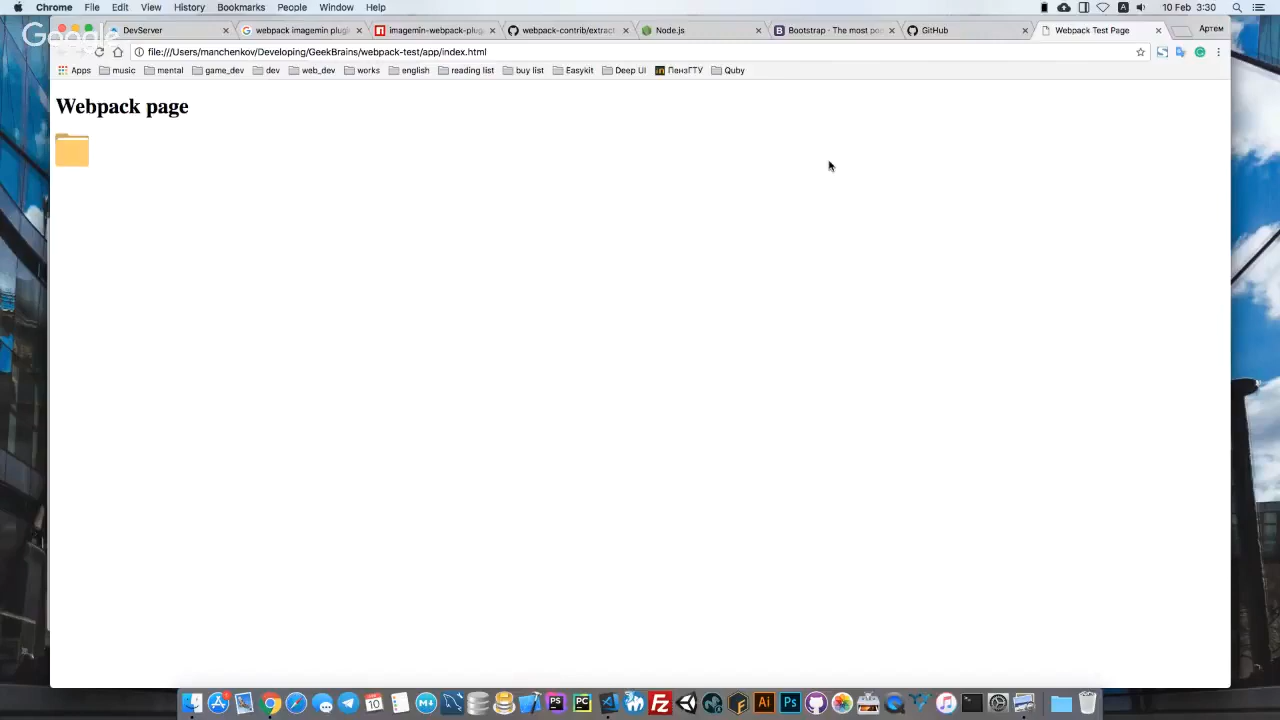 Chrome File Edit View History Bookmarks People Window Help 10 Feb 3:30
Google
DevServer webpack imagemin plugi imagemin-webpack-plug webpack-contrib/extract Node.js Bootstrap · The most po GitHub Webpack Test Page Артем
file:///Users/manchenkov/Developing/GeekBrains/webpack-test/app/index.html
Apps music mental game_dev dev web_dev works english reading list buy list Easykit Deep UI ПензГТУ Quby
Webpack page